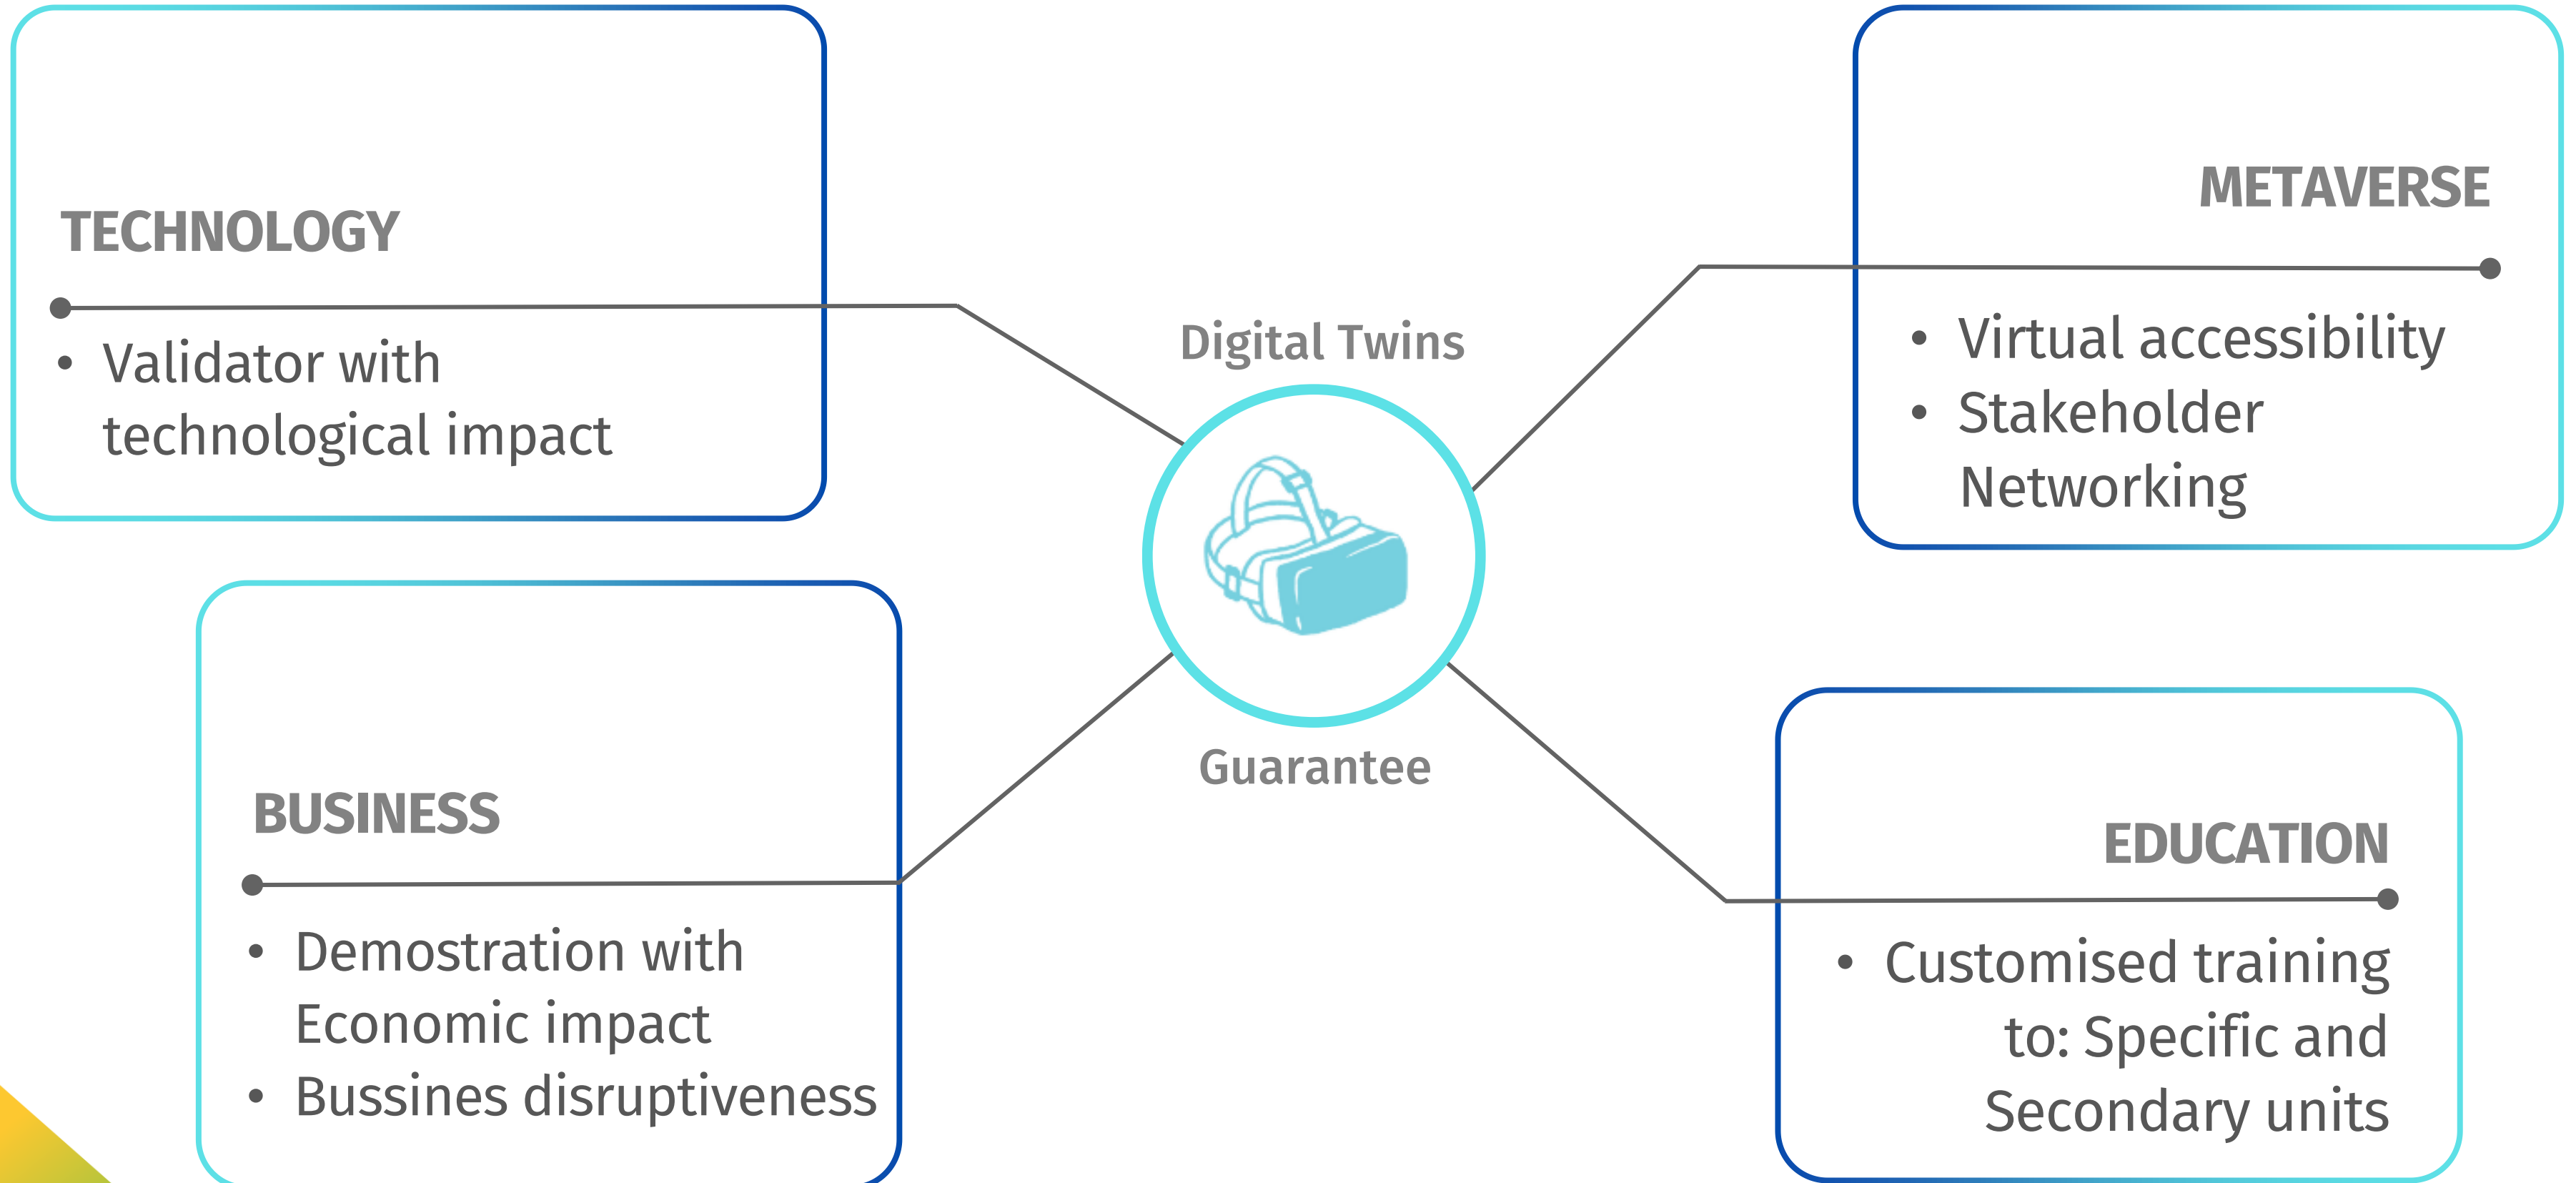 TECHNOLOGY
• Validator with
technological impact
METAVERSE
• Virtual accessibility
• Stakeholder
Networking
Digital Twins
Guarantee
BUSINESS
• Demostration with
Economic impact
• Bussines disruptiveness
EDUCATION
• Customised training
to: Specific and
Secondary units